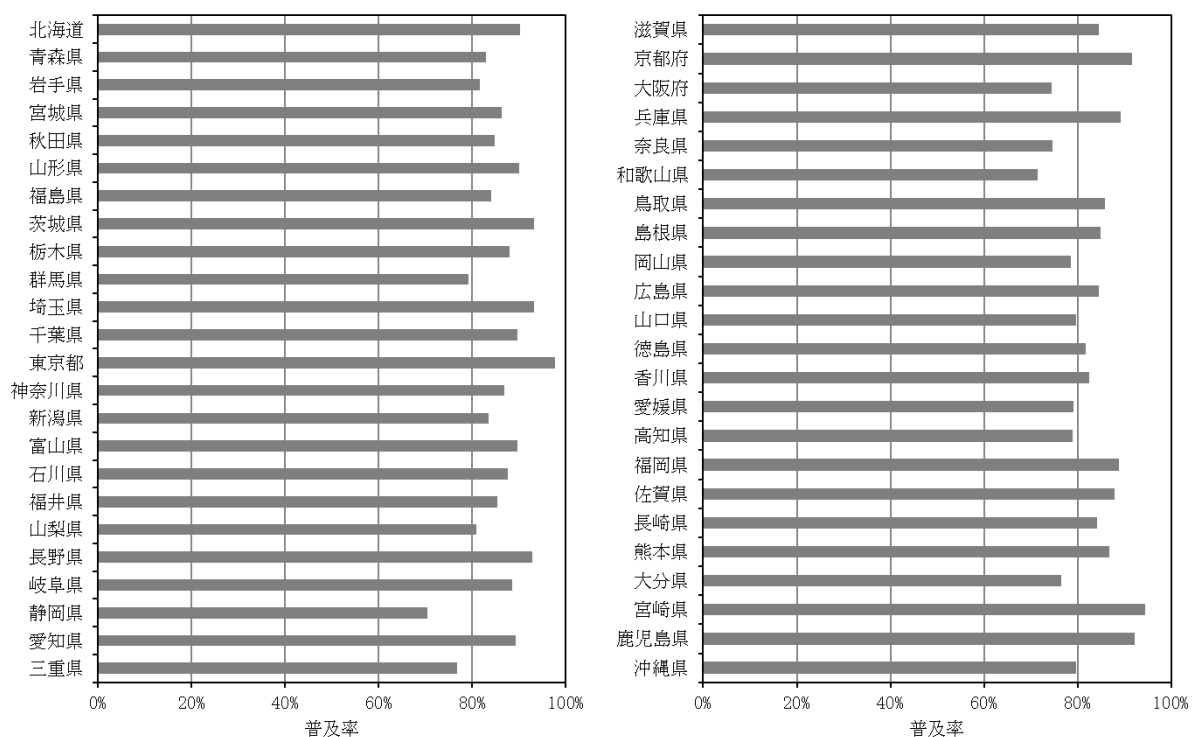 北海道
青森県
岩手県
宮城県
秋田県
山形県
福島県
茨城県
栃木県
群馬県
埼玉県
千葉県
東京都
神奈川県
新潟県
富山県
石川県
福井県
山梨県
長野県
岐阜県
静岡県
愛知県
三重県
0% 20% 40% 60% 80% 100%
普及率
滋賀県
京都府
大阪府
兵庫県
奈良県
和歌山県
鳥取県
島根県
岡山県
広島県
山口県
徳島県
香川県
愛媛県
高知県
福岡県
佐賀県
長崎県
熊本県
大分県
宮崎県
鹿児島県
沖縄県
0% 20% 40% 60% 80% 100%
普及率